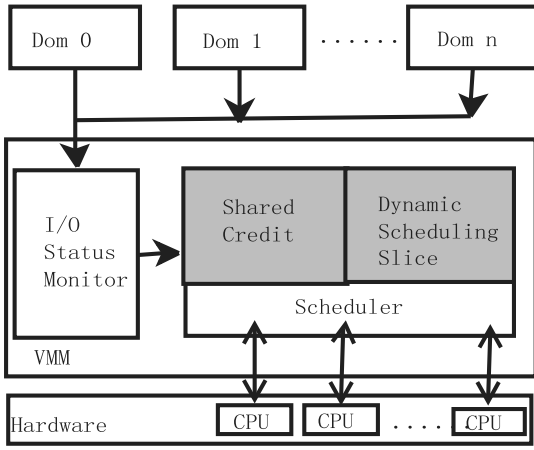 Dom 0
Dom 1
......
Dom n
I/O
Status
Monitor
Shared
Credit
Dynamic
Scheduling
Slice
Scheduler
VMM
Hardware
CPU
CPU
......
CPU